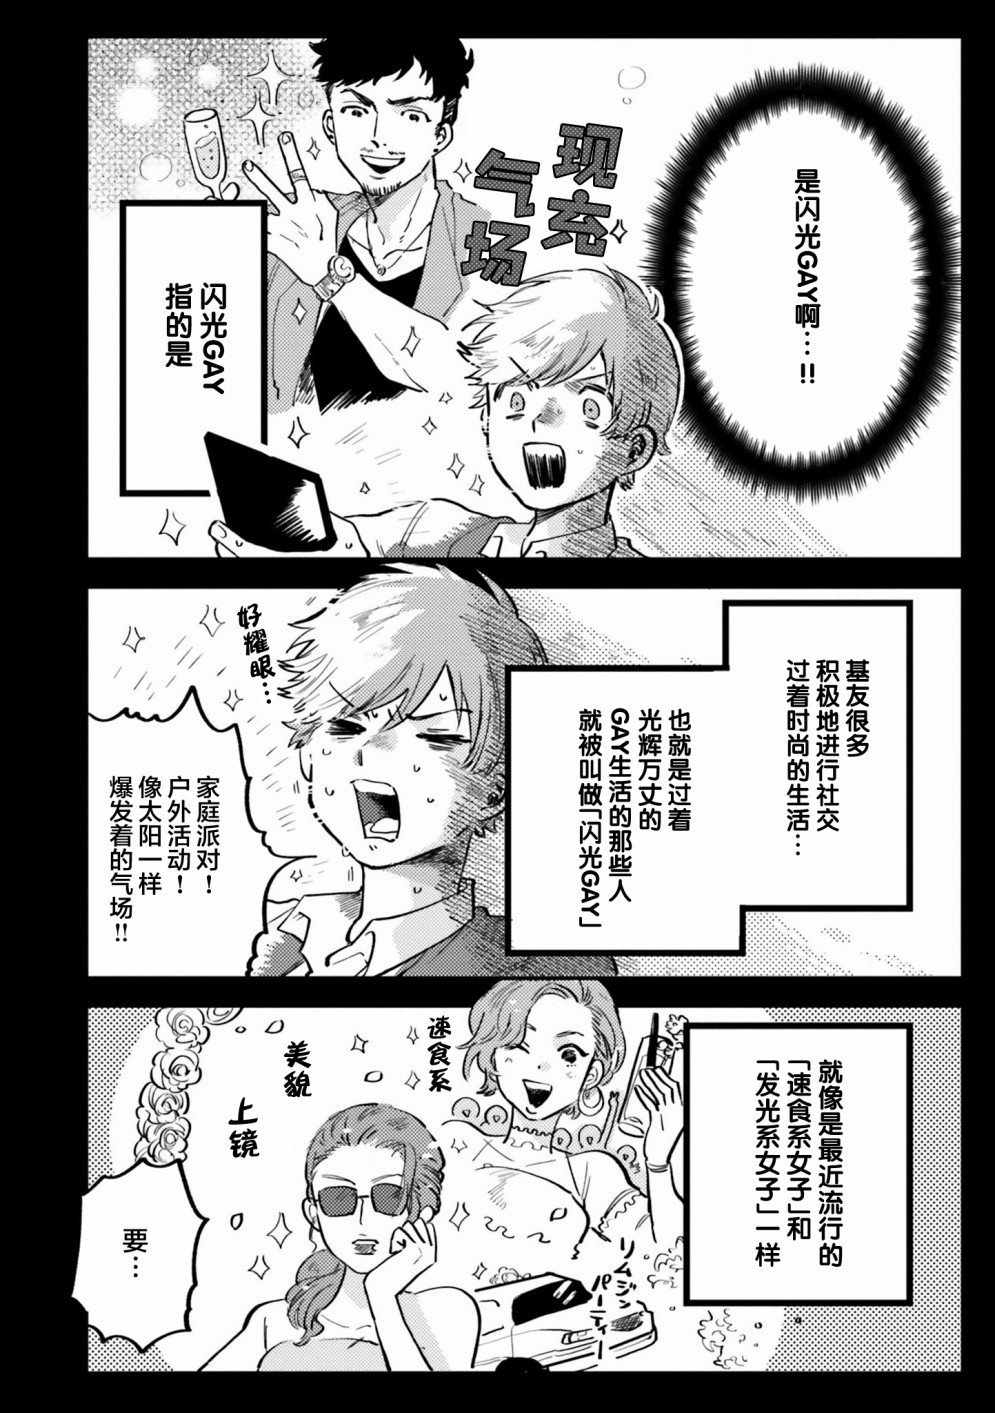 是闪光GAY啊…!!
现充
气场
闪光GAY
指的是
基友很多
积极地进行社交
过着时尚的生活…
也就是过着
光辉万丈的
GAY生活的那些人
就被叫做「闪光GAY」
好耀眼…
家庭派对！
户外活动！
像太阳一样
爆发着的气场!!
就像是最近流行的
「速食系女子」和
「发光系女子」一样
速食系
美貌
上镜
リムジン
パーティー
要…